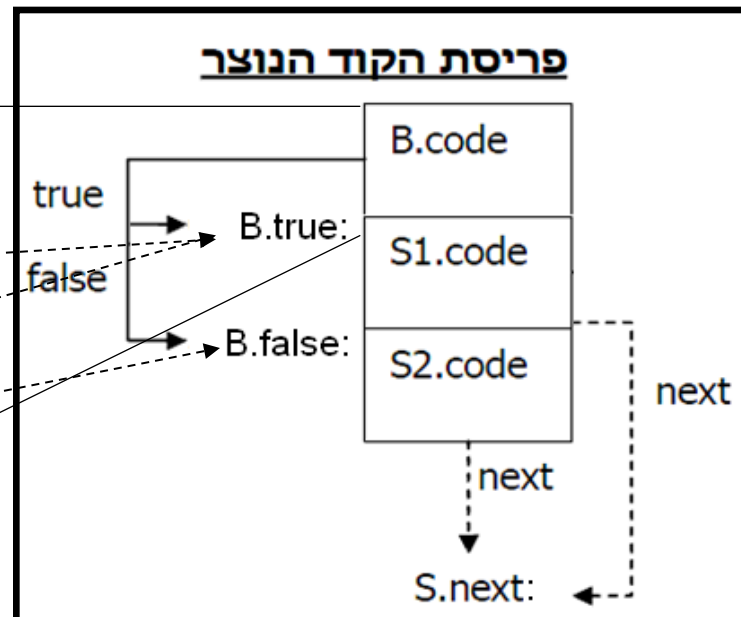 פריסת הקוד הנוצר
B.code
true
B.true:
S1.code
false
B.false:
S2.code
next
next
S.next: